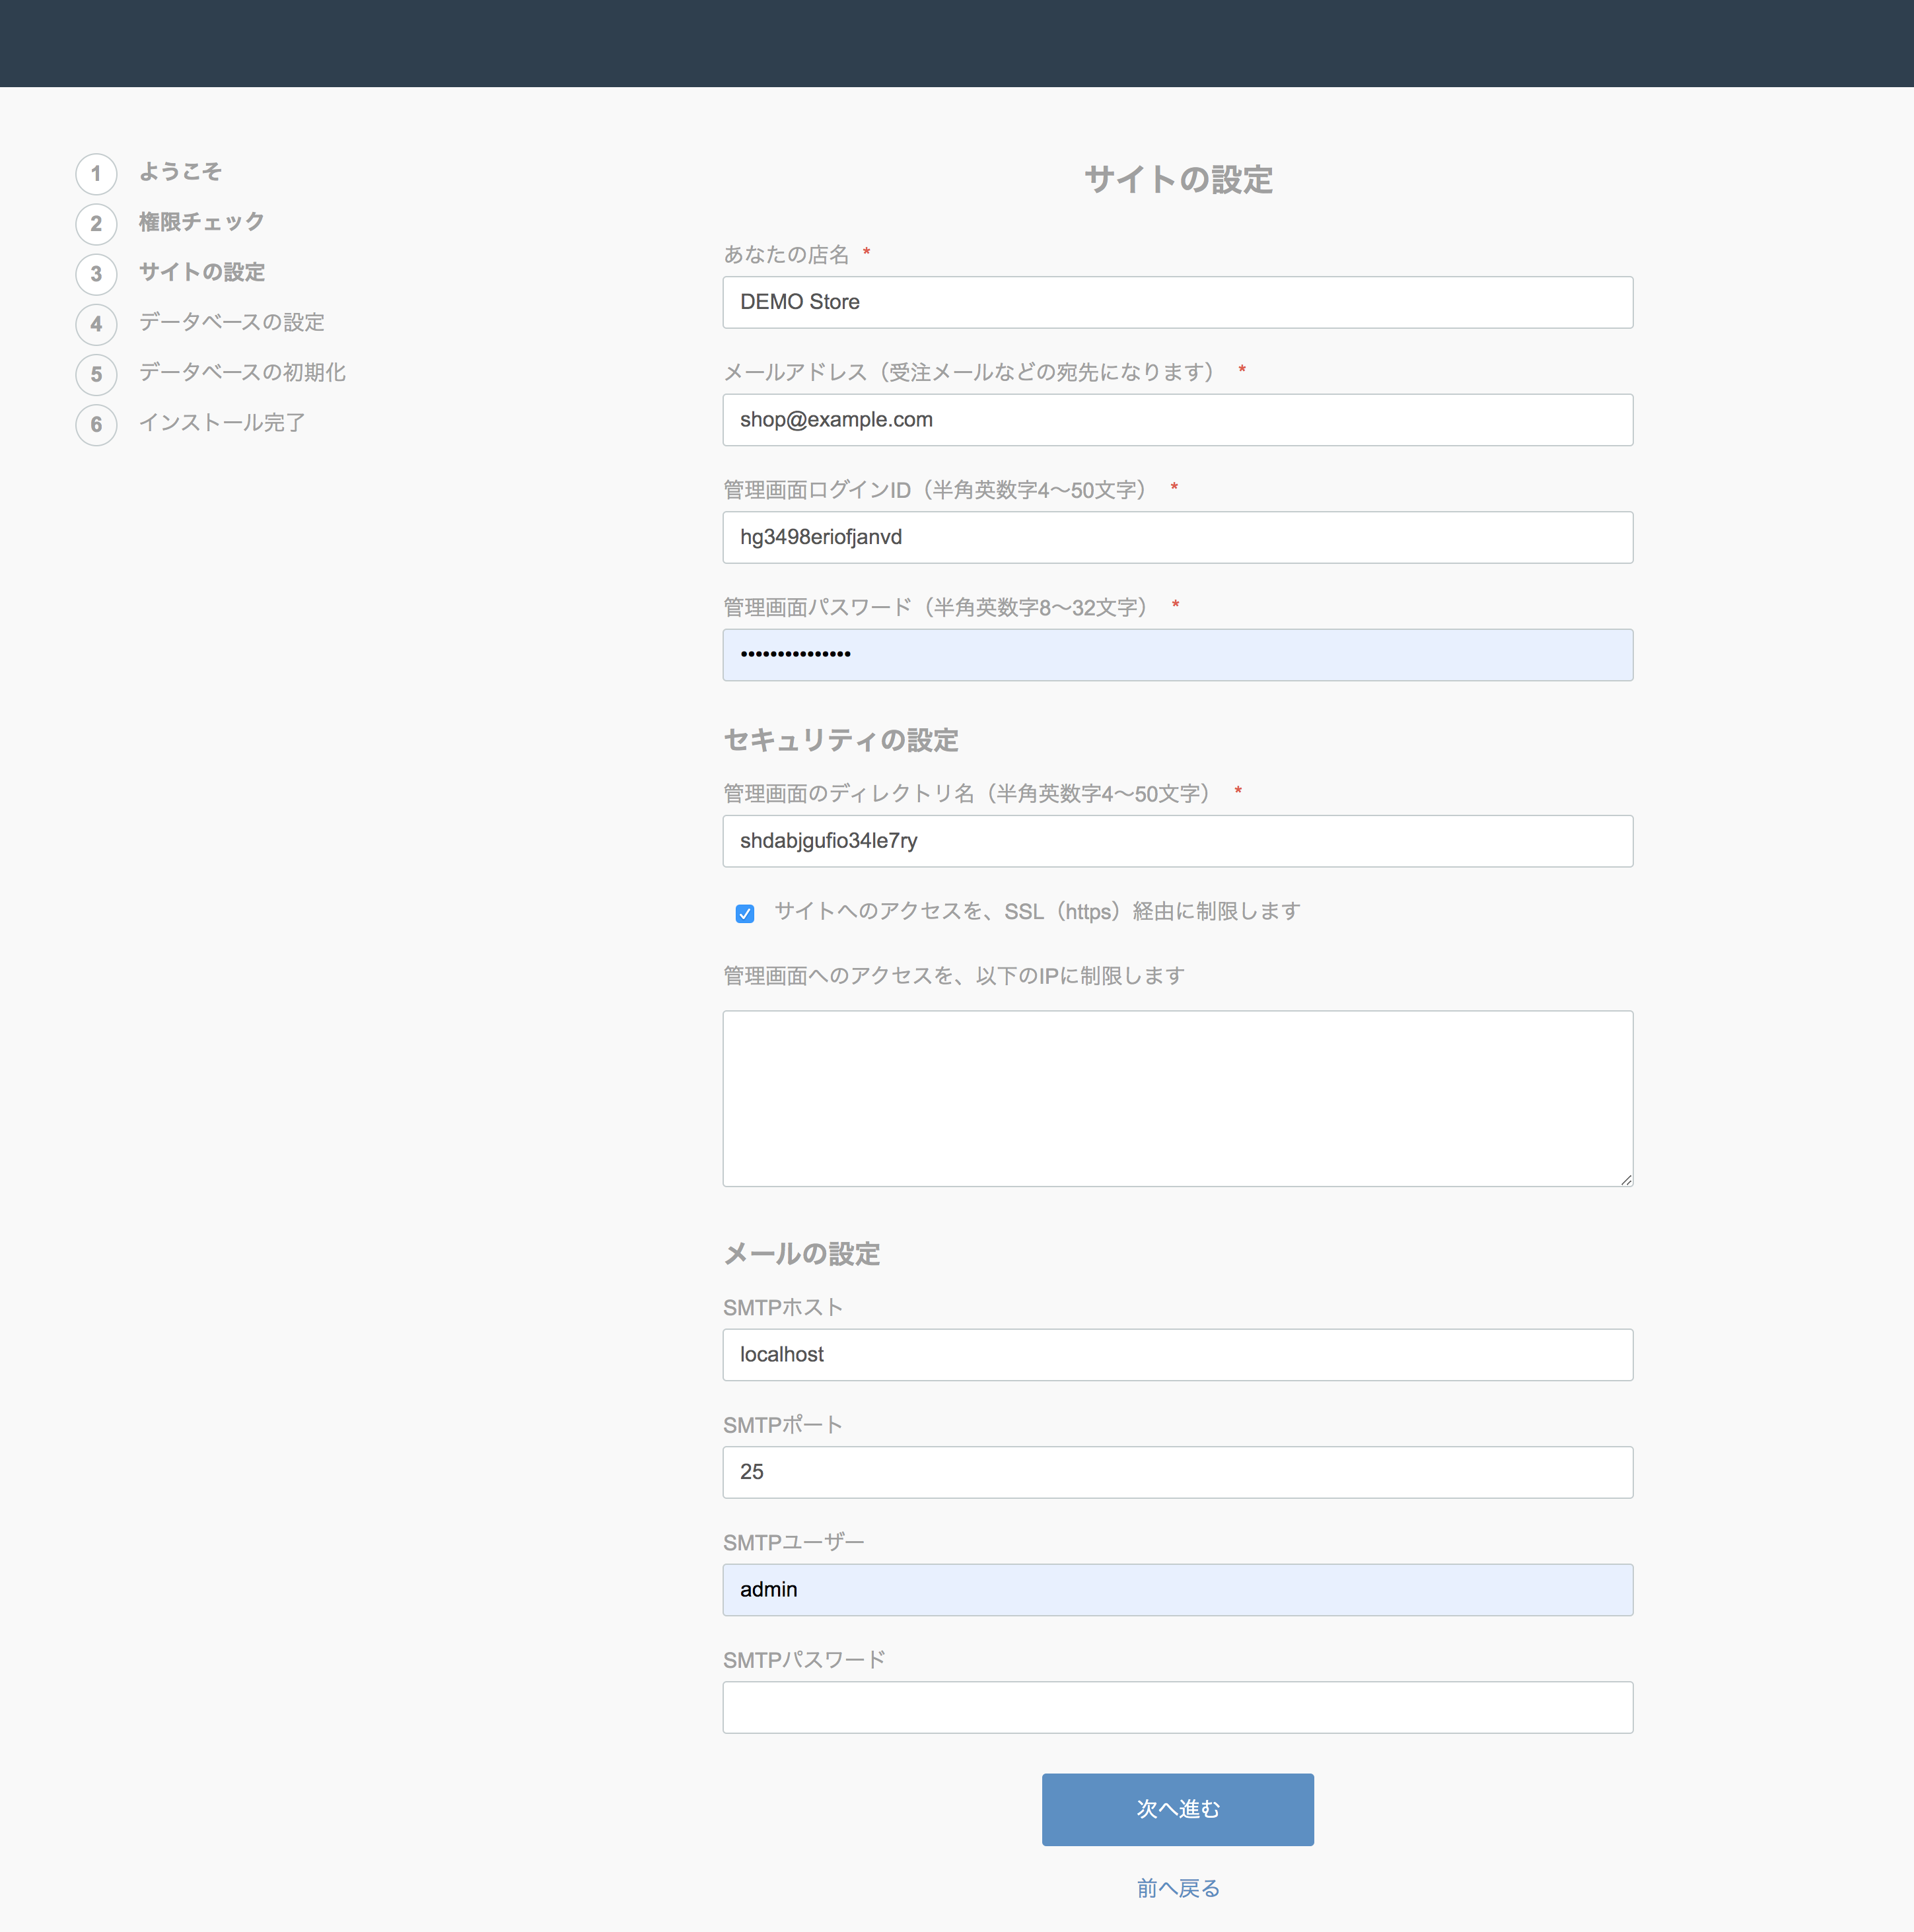 1 ようこそ
2 権限チェック
3 サイトの設定
4 データベースの設定
5 データベースの初期化
6 インストール完了
サイトの設定
あなたの店名 *
DEMO Store
メールアドレス（受注メールなどの宛先になります） *
shop@example.com
管理画面ログインID（半角英数字4〜50文字） *
hg3498eriofjanvd
管理画面パスワード（半角英数字8〜32文字） *
•••••••••••••••
セキュリティの設定
管理画面のディレクトリ名（半角英数字4〜50文字） *
shdabjgufio34le7ry
サイトへのアクセスを、SSL（https）経由に制限します
管理画面へのアクセスを、以下のIPに制限します
メールの設定
SMTPホスト
localhost
SMTPポート
25
SMTPユーザー
admin
SMTPパスワード
次へ進む
前へ戻る